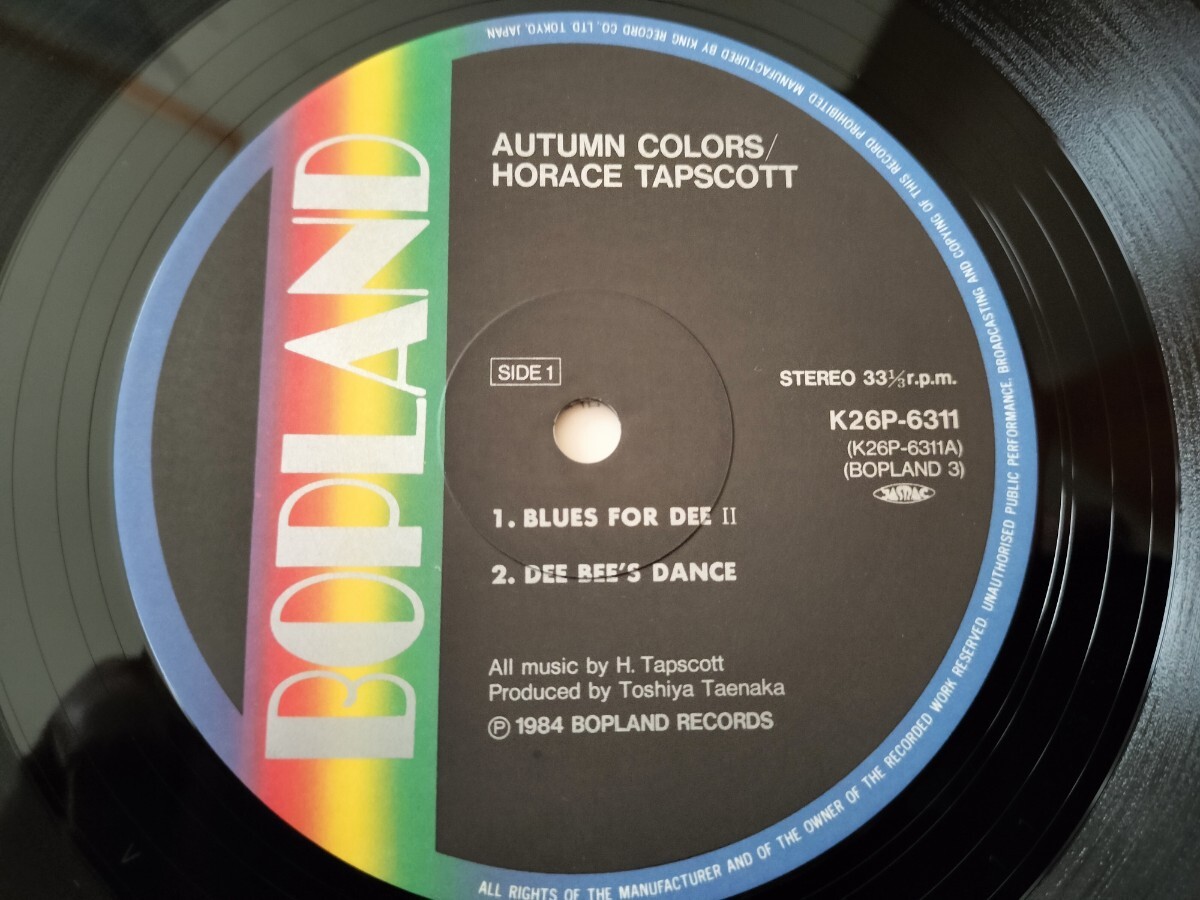 BOPLAND
AUTUMN COLORS/
HORACE TAPSCOTT
SIDE 1
STEREO 33⅓r.p.m.
K26P-6311
(K26P-6311A)
(BOPLAND 3)
JASRAC
1. BLUES FOR DEE II
2. DEE BEE'S DANCE
All music by H. Tapscott
Produced by Toshiya Taenaka
Ⓟ 1984 BOPLAND RECORDS
ALL RIGHTS OF THE MANUFACTURER AND OF THE OWNER OF THE RECORDED WORK RESERVED UNAUTHORISED PUBLIC PERFORMANCE, BROADCASTING AND COPYING OF THIS RECORD PROHIBITED. MANUFACTURED BY KING RECORD CO., LTD. TOKYO, JAPAN